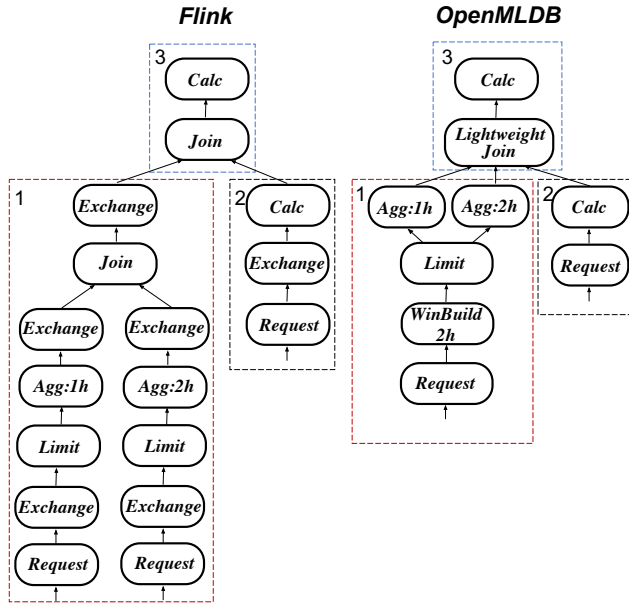 Flink
OpenMLDB
3
Calc
Join
1
Exchange
Join
Exchange
Exchange
Agg:1h
Agg:2h
Limit
Limit
Exchange
Exchange
Request
Request
2
Calc
Exchange
Request
3
Calc
Lightweight
Join
1
Agg:1h
Agg:2h
Limit
WinBuild
2h
Request
2
Calc
Request